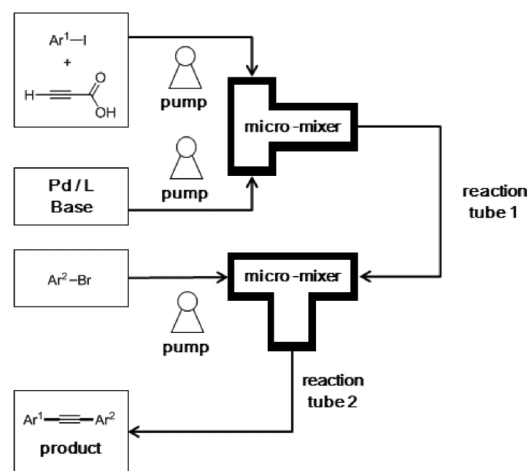 Ar¹—I
+
H
O
OH
pump
Pd / L
Base
pump
micro-mixer
reaction
tube 1
Ar²—Br
pump
micro-mixer
reaction
tube 2
Ar¹
Ar²
product